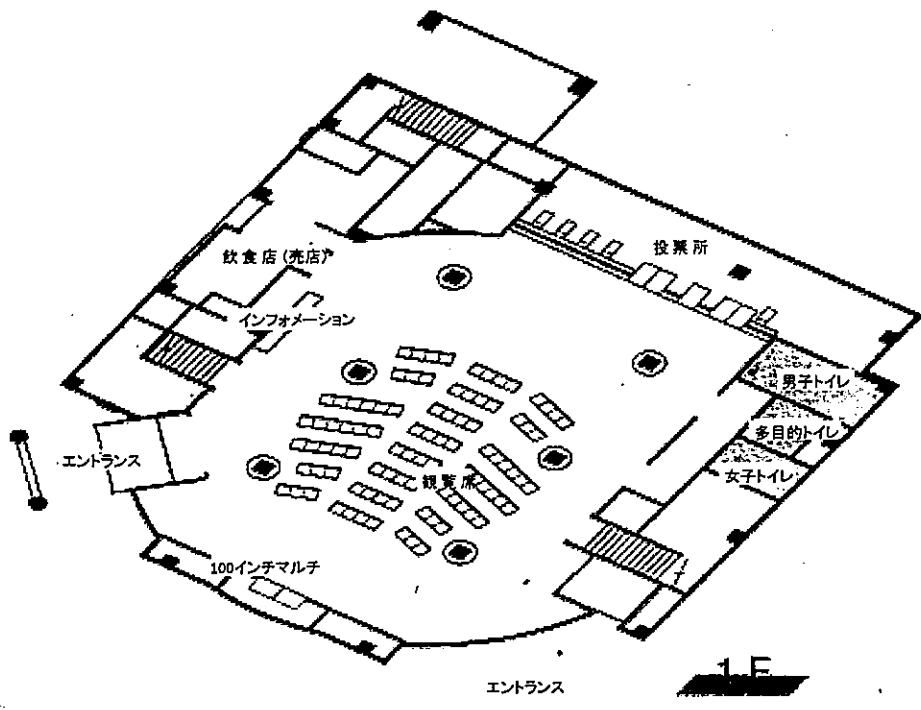 投票所
飲食店(売店)
インフォメーション
男子トイレ
多目的トイレ
女子トイレ
エントランス
観覧席
100インチマルチ
エントランス
1F